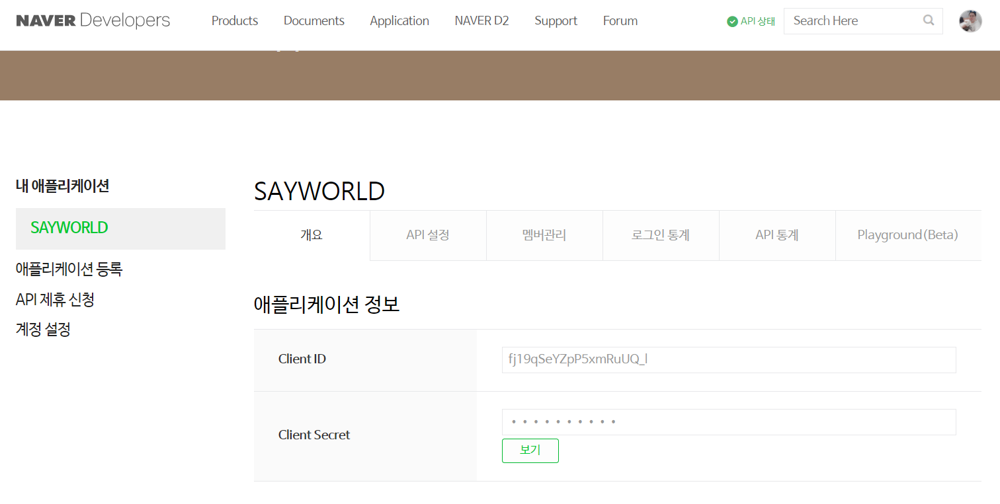 NAVER Developers Products Documents Application NAVER D2 Support Forum API 상태 Search Here
내 애플리케이션
SAYWORLD
애플리케이션 등록
API 제휴 신청
계정 설정
SAYWORLD
개요 API 설정 멤버관리 로그인 통계 API 통계 Playground(Beta)
애플리케이션 정보
Client ID fj19qSeYZpP5xmRuUQ_l
Client Secret ••••••••••
보기